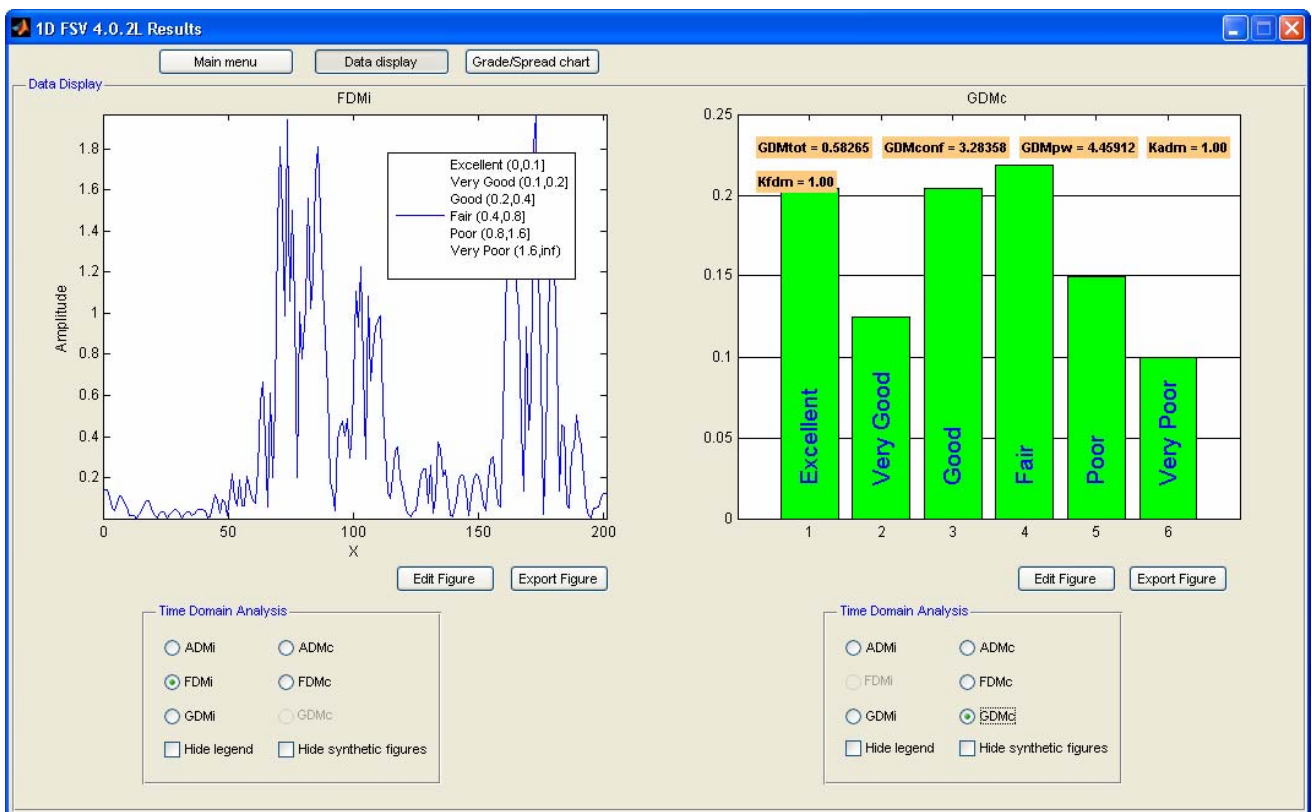 1D FSV 4.0.2L Results
Main menu
Data display
Grade/Spread chart
Data Display
FDMi
Amplitude
1.8
1.6
1.4
1.2
1
0.8
0.6
0.4
0.2
0
50
100
150
200
X
Excellent (0,0.1]
Very Good (0.1,0.2]
Good (0.2,0.4]
Fair (0.4,0.8]
Poor (0.8,1.6]
Very Poor (1.6,inf)
Edit Figure
Export Figure
Time Domain Analysis
ADMi
ADMc
FDMi
FDMc
GDMi
GDMc
Hide legend
Hide synthetic figures
GDMc
0.25
0.2
0.15
0.1
0.05
0
GDMtot = 0.58265
GDMconf = 3.28358
GDMpw = 4.45912
Kadm = 1.00
Kfdm = 1.00
Excellent
Very Good
Good
Fair
Poor
Very Poor
1
2
3
4
5
6
Edit Figure
Export Figure
Time Domain Analysis
ADMi
ADMc
FDMi
FDMc
GDMi
GDMc
Hide legend
Hide synthetic figures